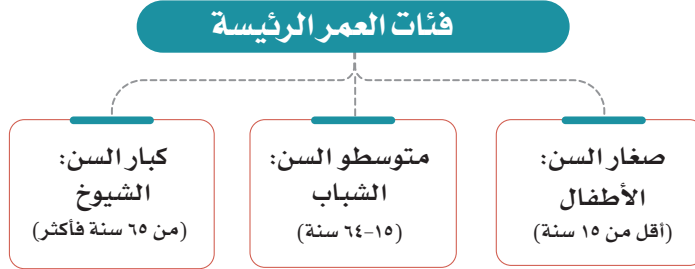 فئات العمر الرئيسة
صغار السن:
الأطفال
(أقل من ١٥ سنة)
متوسطو السن:
الشباب
(١٥-٦٤ سنة)
كبار السن:
الشيوخ
(من ٦٥ سنة فأكثر)